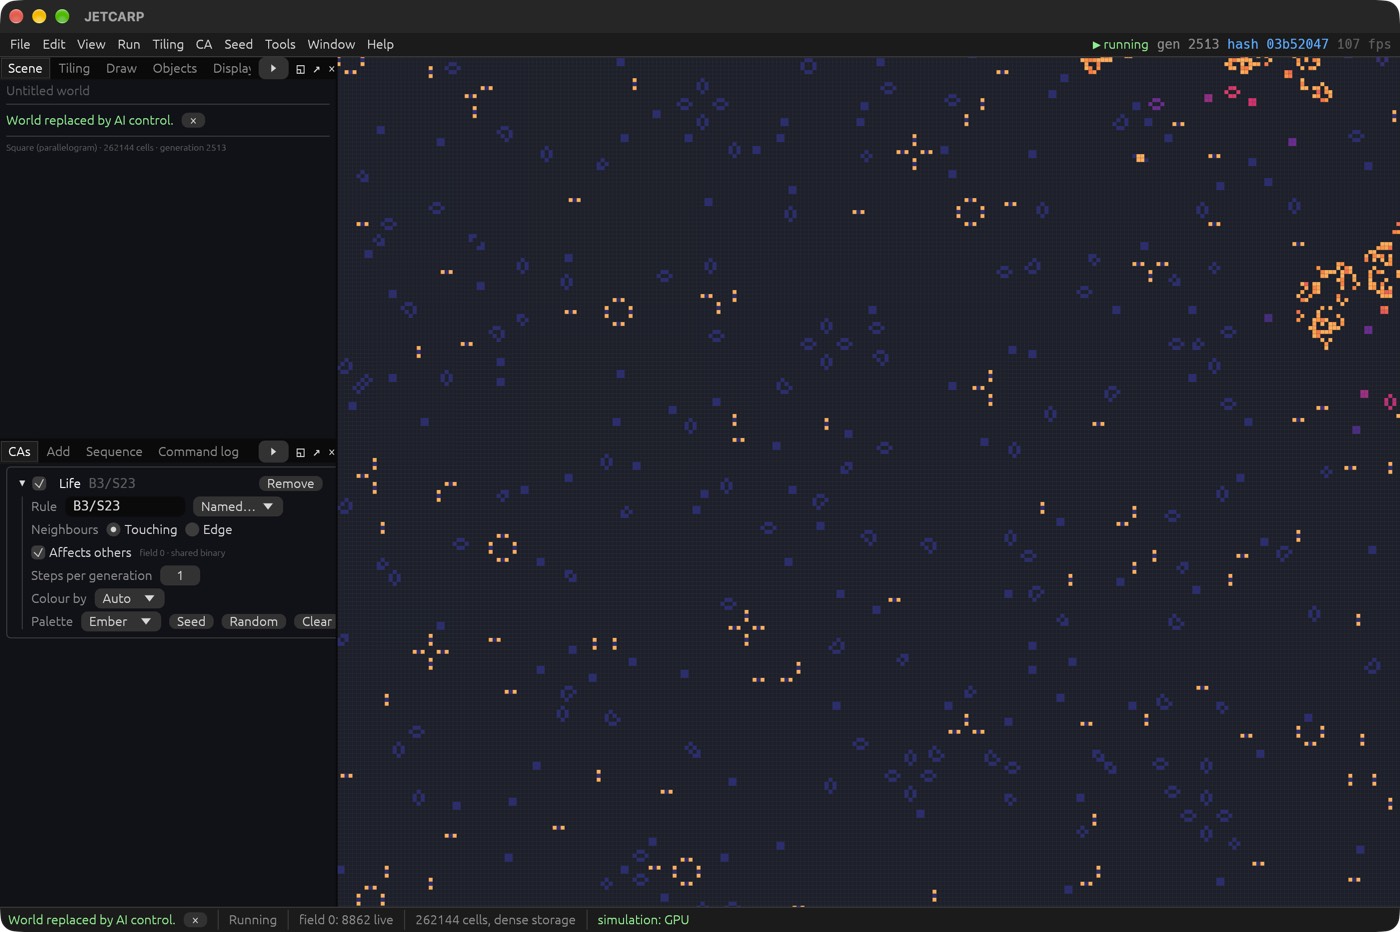 JETCARP
File Edit View Run Tiling CA Seed Tools Window Help
running gen 2513 hash 03b52047 107 fps
Scene Tiling Draw Objects Display
Untitled world
World replaced by AI control. ×
Square (parallelogram) · 262144 cells · generation 2513
CAs Add Sequence Command log
Life B3/S23 Remove
Rule B3/S23 Named...
Neighbours Touching Edge
Affects others field 0 · shared binary
Steps per generation 1
Colour by Auto
Palette Ember Seed Random Clear
World replaced by AI control. × Running field 0: 8862 live 262144 cells, dense storage simulation: GPU